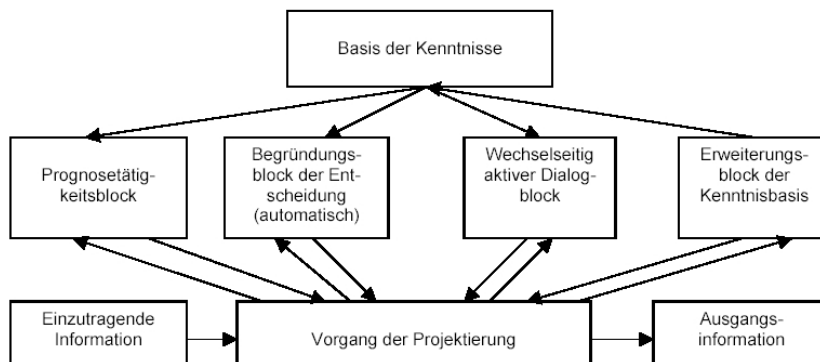 Basis der Kenntnisse
Prognosetätig-
keitsblock
Begründungs-
block der Ent-
scheidung
(automatisch)
Wechselseitig
aktiver Dialog-
block
Erweiterungs-
block der
Kenntnisbasis
Einzutragende
Information
Vorgang der Projektierung
Ausgangs-
information